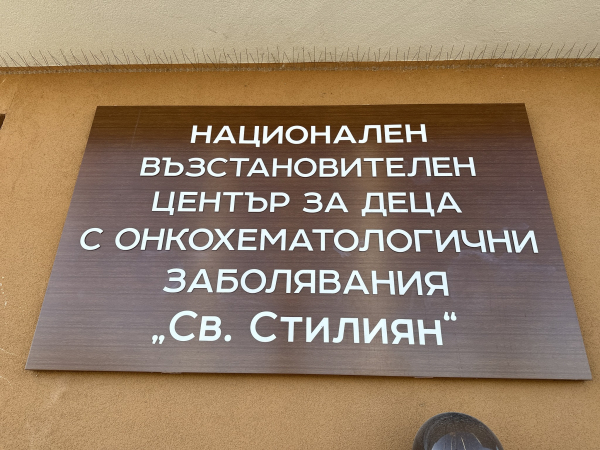 НАЦИОНАЛЕН
ВЪЗСТАНОВИТЕЛЕН
ЦЕНТЪР ЗА ДЕЦА
С ОНКОХЕМАТОЛОГИЧНИ
ЗАБОЛЯВАНИЯ
„Св. Стилиян“